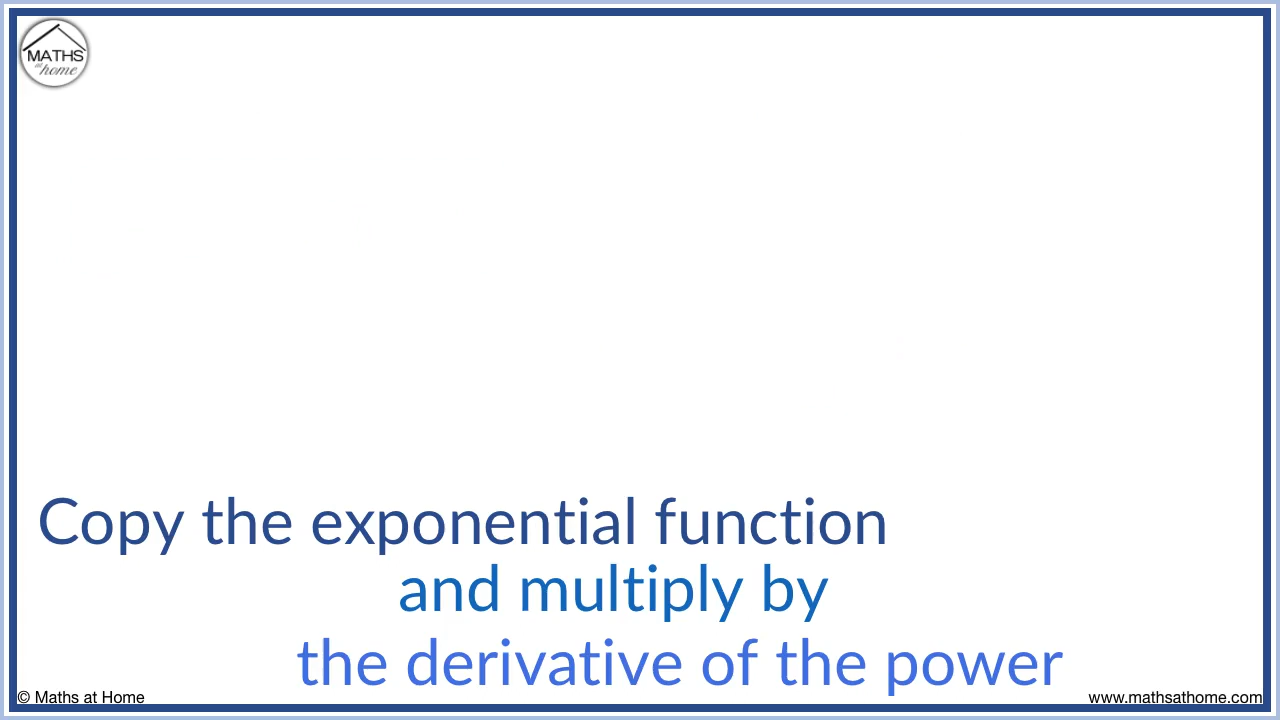 MATHS
at home
Copy the exponential function
and multiply by
the derivative of the power
© Maths at Home
www.mathsathome.com